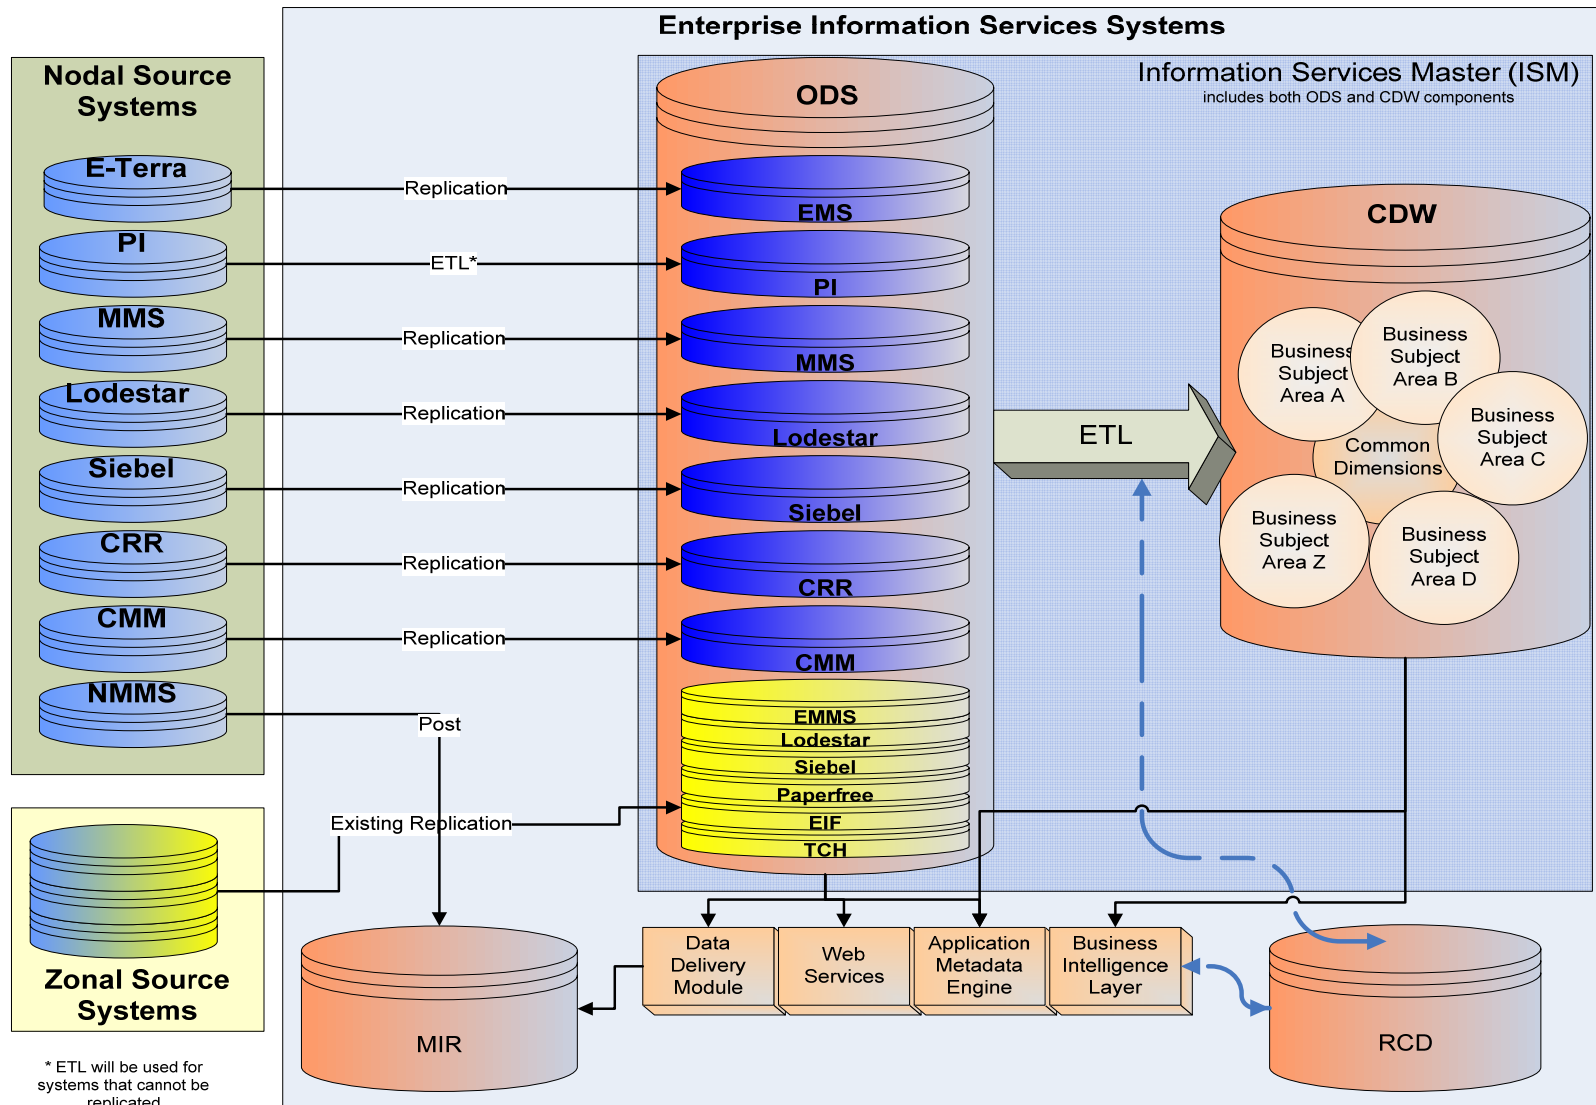 Enterprise Information Services Systems
Nodal Source
Systems
E-Terra
PI
MMS
Lodestar
Siebel
CRR
CMM
NMMS
Zonal Source
Systems
* ETL will be used for
systems that cannot be
replicated
Replication
ETL*
Replication
Replication
Replication
Replication
Replication
Post
Existing Replication
Information Services Master (ISM)
includes both ODS and CDW components
ODS
EMS
PI
MMS
Lodestar
Siebel
CRR
CMM
EMMS
Lodestar
Siebel
Paperfree
EIF
TCH
ETL
CDW
Business
Subject
Area A
Business
Subject
Area B
Business
Subject
Area C
Common
Dimensions
Business
Subject
Area Z
Business
Subject
Area D
MIR
Data
Delivery
Module
Web
Services
Application
Metadata
Engine
Business
Intelligence
Layer
RCD